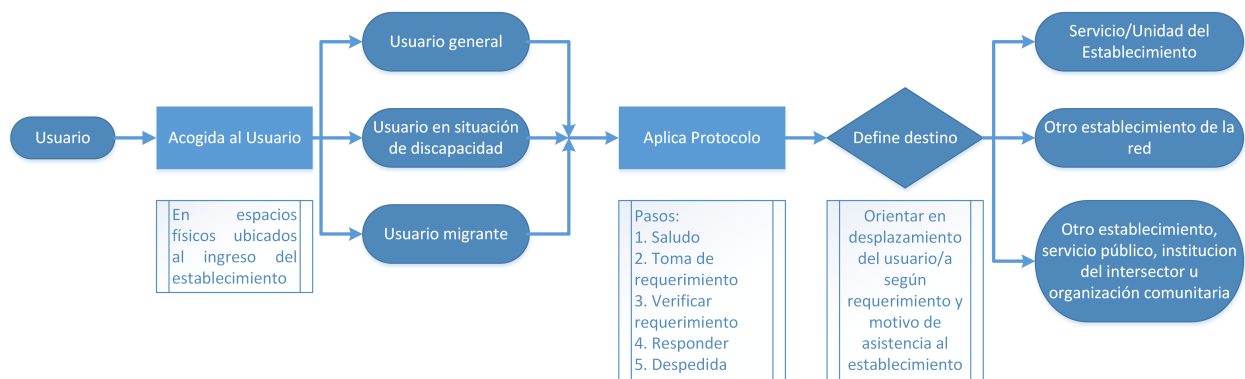 Usuario
Acogida al Usuario
En espacios
físicos ubicados
al ingreso del
establecimiento
Usuario general
Usuario en situación
de discapacidad
Usuario migrante
Aplica Protocolo
Pasos:
1. Saludo
2. Toma de
requerimiento
3. Verificar
requerimiento
4. Responder
5. Despedida
Define destino
Orientar en
desplazamiento
del usuario/a
según
requerimiento y
motivo de
asistencia al
establecimiento
Servicio/Unidad del
Establecimiento
Otro establecimiento de la
red
Otro establecimiento,
servicio público, institucion
del intersector u
organización comunitaria